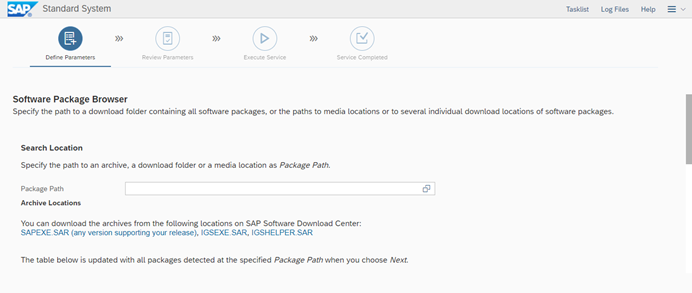 SAP Standard System Tasklist Log Files Help
Define Parameters Review Parameters Execute Service Service Completed
Software Package Browser
Specify the path to a download folder containing all software packages, or the paths to media locations or to several individual download locations of software packages.
Search Location
Specify the path to an archive, a download folder or a media location as Package Path.
Package Path
Archive Locations
You can download the archives from the following locations on SAP Software Download Center:
SAPEXE.SAR (any version supporting your release), IGSEXE.SAR, IGSHELPER.SAR
The table below is updated with all packages detected at the specified Package Path when you choose Next.